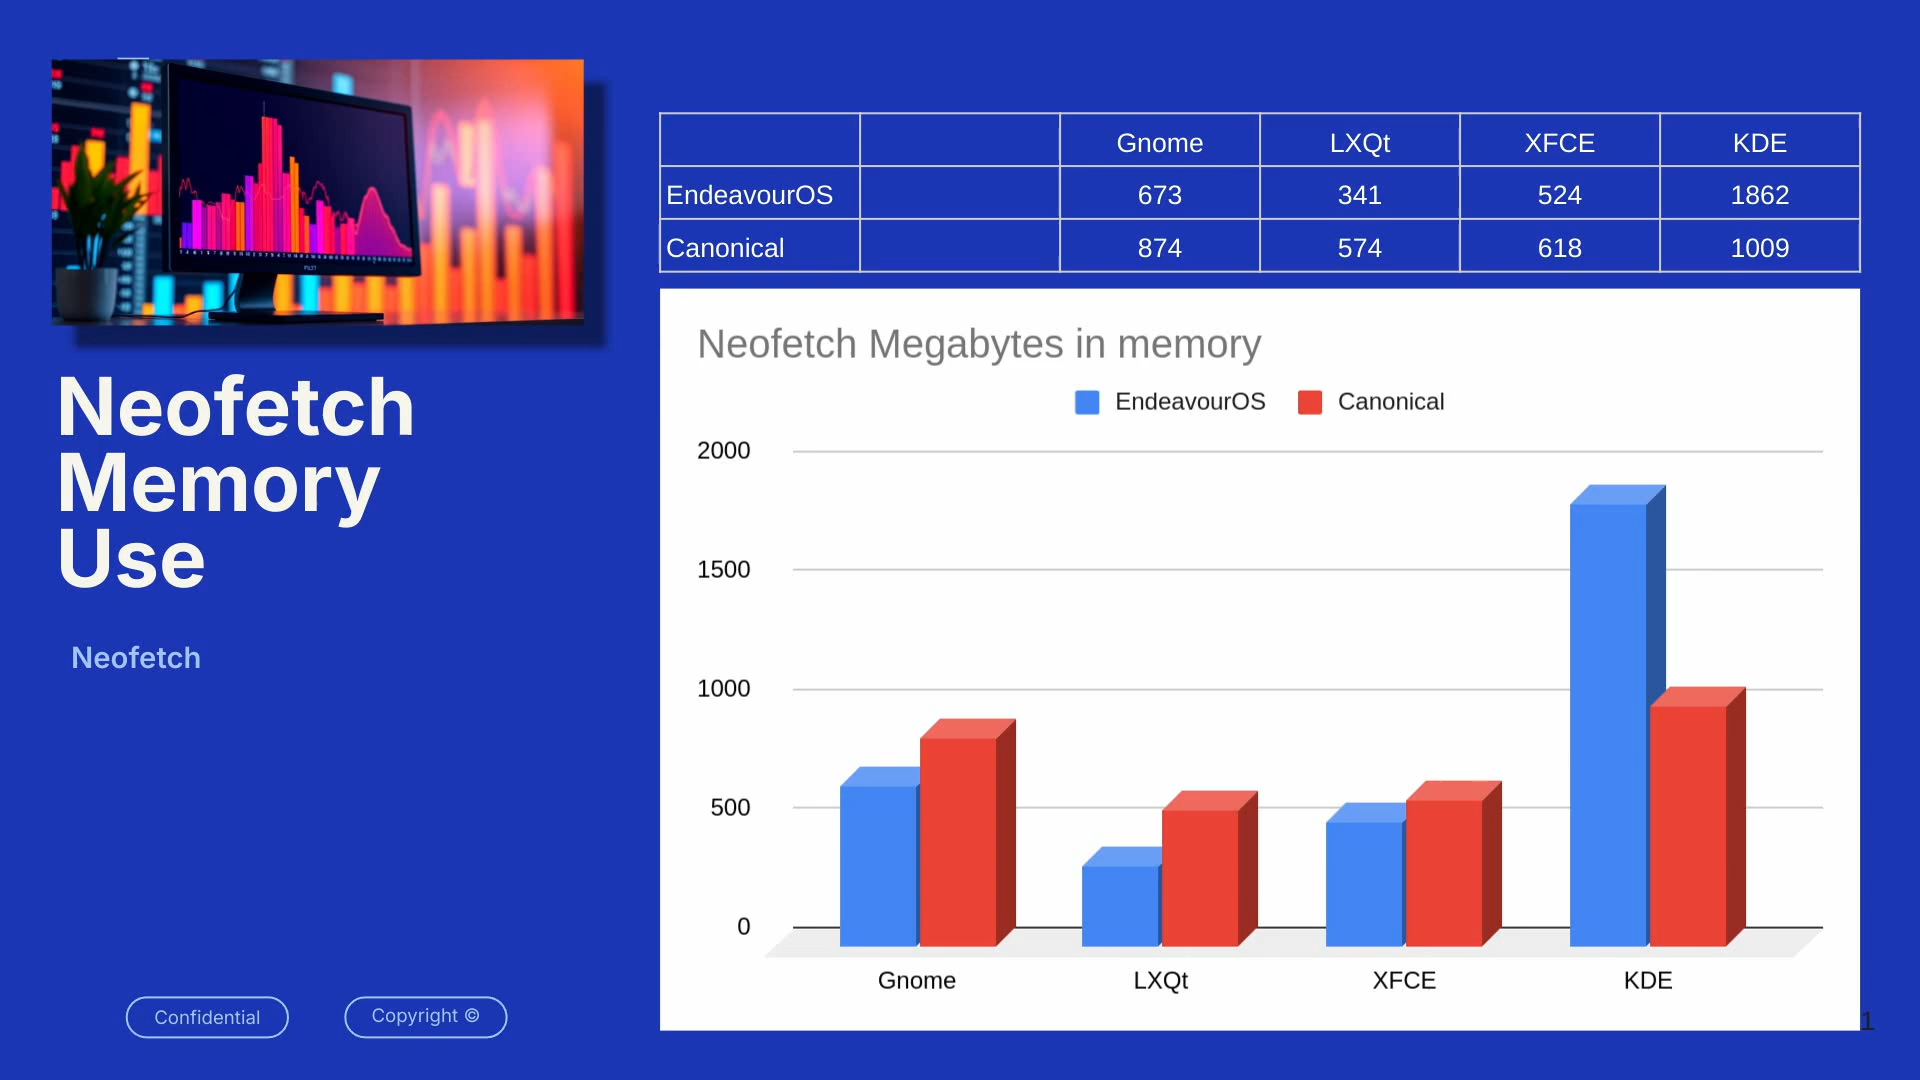 Neofetch
Memory
Use
Neofetch
Confidential
Copyright ©
Gnome LXQt XFCE KDE
EndeavourOS 673 341 524 1862
Canonical 874 574 618 1009
Neofetch Megabytes in memory
EndeavourOS Canonical
2000
1500
1000
500
0
Gnome LXQt XFCE KDE
1